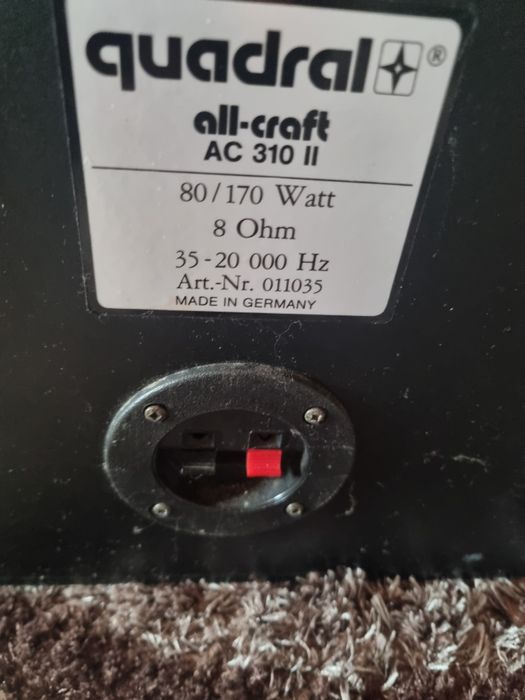 quadral®
all-craft
AC 310 II
80/170 Watt
8 Ohm
35-20 000 Hz
Art.-Nr. 011035
MADE IN GERMANY